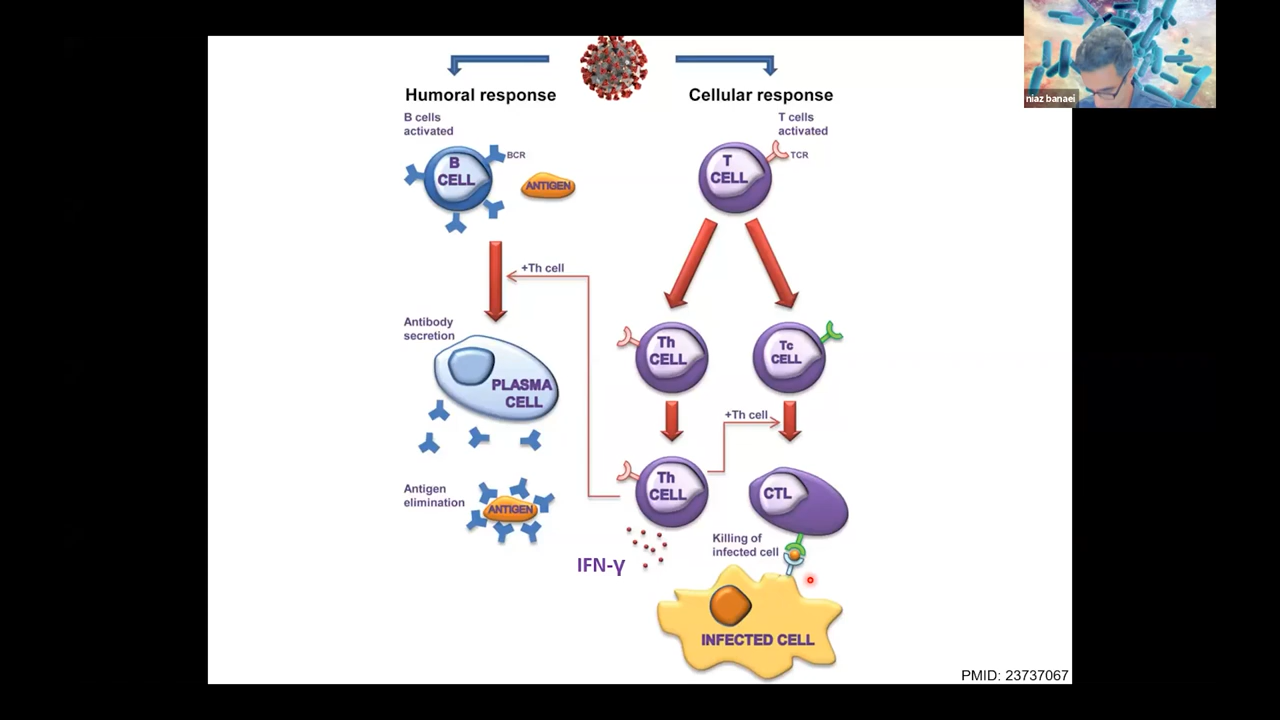 niaz banaei
Humoral response
Cellular response
B cells
activated
T cells
activated
BCR
B
CELL
ANTIGEN
T
CELL
TCR
+Th cell
Antibody
secretion
PLASMA
CELL
Th
CELL
Tc
CELL
+Th cell
Antigen
elimination
ANTIGEN
Th
CELL
CTL
Killing of
infected cell
IFN-γ
INFECTED CELL
PMID: 23737067